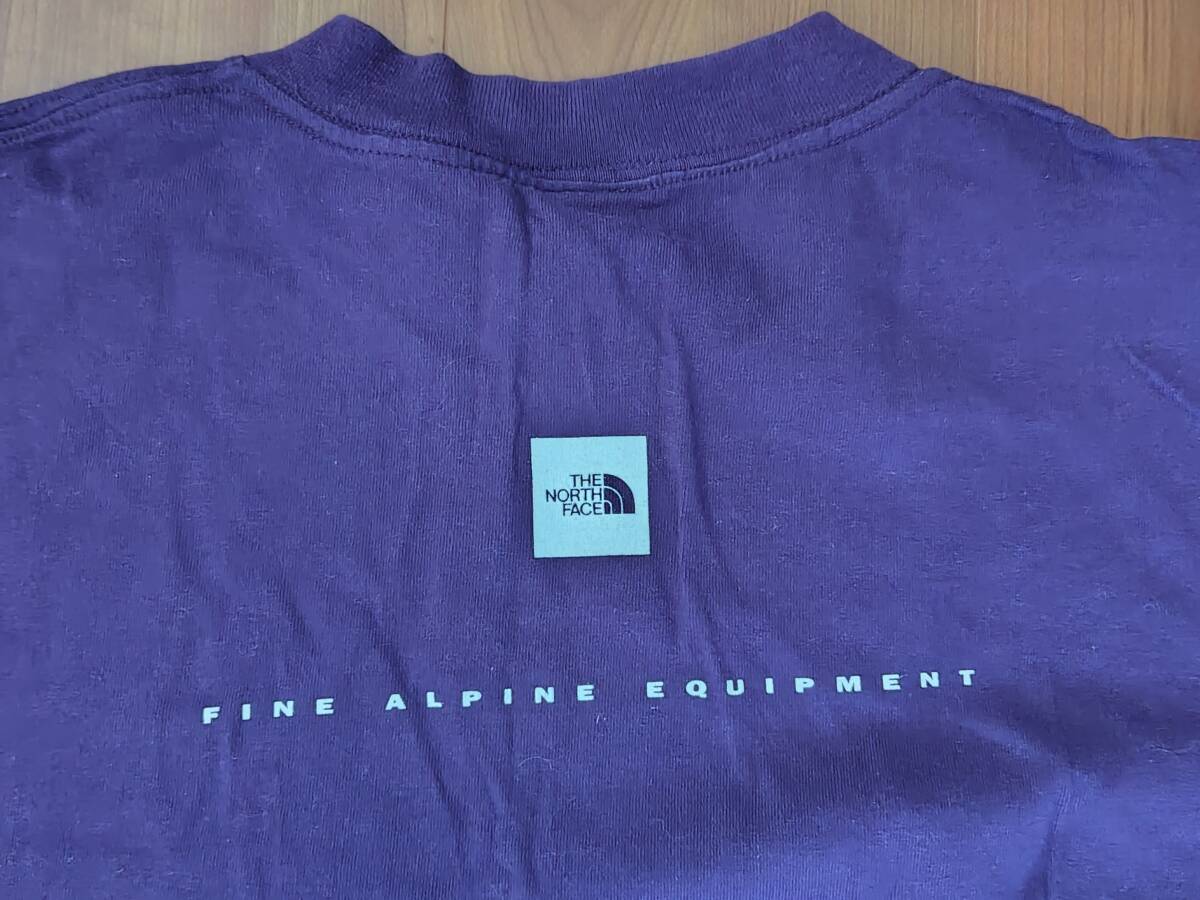 THE
NORTH
FACE
FINE ALPINE EQUIPMENT